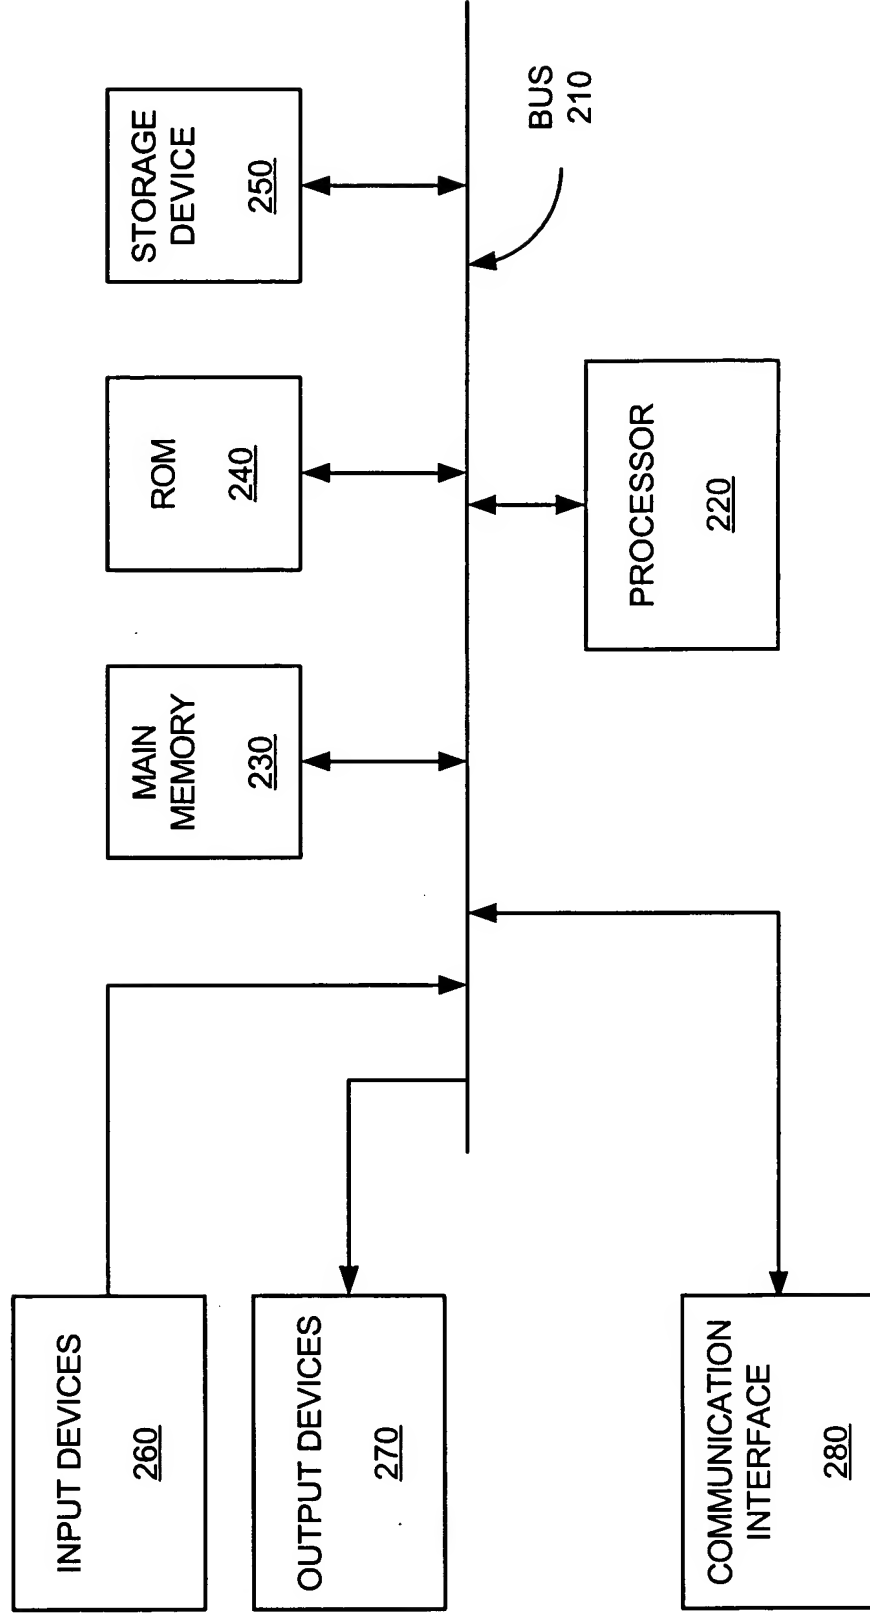 INPUT DEVICES
260
OUTPUT DEVICES
270
COMMUNICATION
INTERFACE
280
MAIN
MEMORY
230
ROM
240
STORAGE
DEVICE
250
PROCESSOR
220
BUS
210